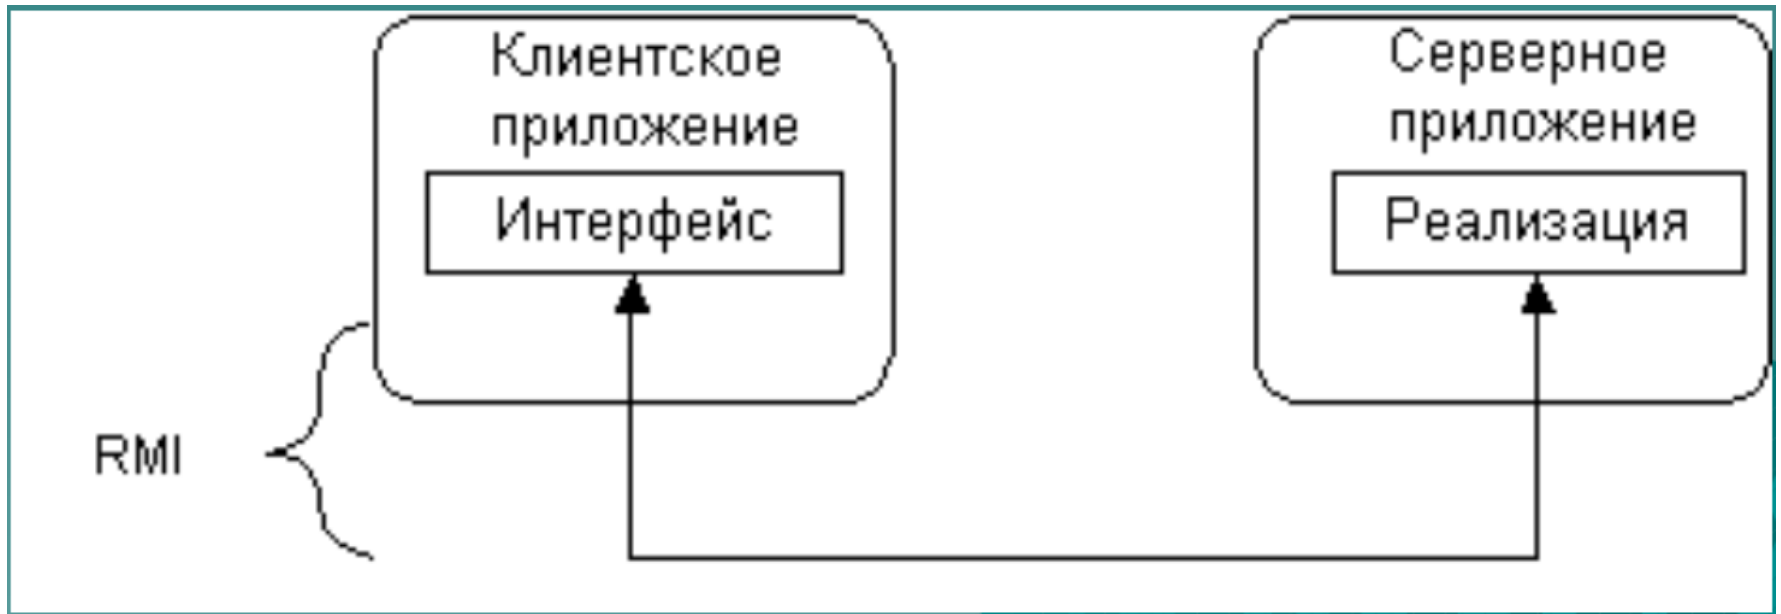 Клиентское
приложение
Интерфейс
Серверное
приложение
Реализация
RMI